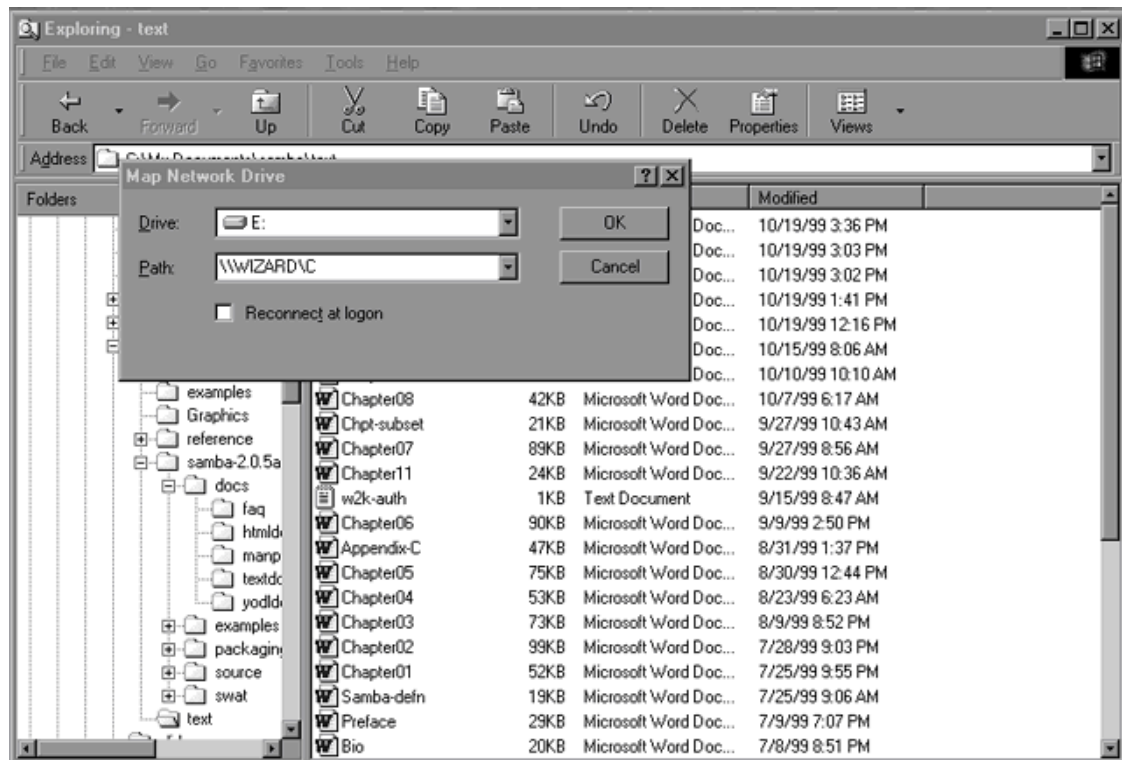 Exploring - text
File Edit View Go Favorites Tools Help
Back Forward Up Cut Copy Paste Undo Delete Properties Views
Address C:\My Documents\samba\text
Map Network Drive
Drive: E: OK
Path: \\WIZARD\C Cancel
Reconnect at logon
Folders Modified
Doc... 10/19/99 3:36 PM
Doc... 10/19/99 3:03 PM
Doc... 10/19/99 3:02 PM
Doc... 10/19/99 1:41 PM
Doc... 10/19/99 12:16 PM
Doc... 10/15/99 8:06 AM
Doc... 10/10/99 10:10 AM
examples
Graphics
reference
samba-2.0.5a
docs
faq
htmld
manp
textdc
yodld
examples
packagin
source
swat
text
Chapter08 42KB Microsoft Word Doc... 10/7/99 6:17 AM
Chpt-subset 21KB Microsoft Word Doc... 9/27/99 10:43 AM
Chapter07 89KB Microsoft Word Doc... 9/27/99 8:56 AM
Chapter11 24KB Microsoft Word Doc... 9/22/99 10:36 AM
w2k-auth 1KB Text Document 9/15/99 8:47 AM
Chapter06 90KB Microsoft Word Doc... 9/9/99 2:50 PM
Appendix-C 47KB Microsoft Word Doc... 8/31/99 1:37 PM
Chapter05 75KB Microsoft Word Doc... 8/30/99 12:44 PM
Chapter04 53KB Microsoft Word Doc... 8/23/99 6:23 AM
Chapter03 73KB Microsoft Word Doc... 8/9/99 8:52 PM
Chapter02 99KB Microsoft Word Doc... 7/28/99 9:03 PM
Chapter01 52KB Microsoft Word Doc... 7/25/99 9:55 PM
Samba-defn 19KB Microsoft Word Doc... 7/25/99 9:06 AM
Preface 29KB Microsoft Word Doc... 7/9/99 7:07 PM
Bio 20KB Microsoft Word Doc... 7/8/99 8:51 PM